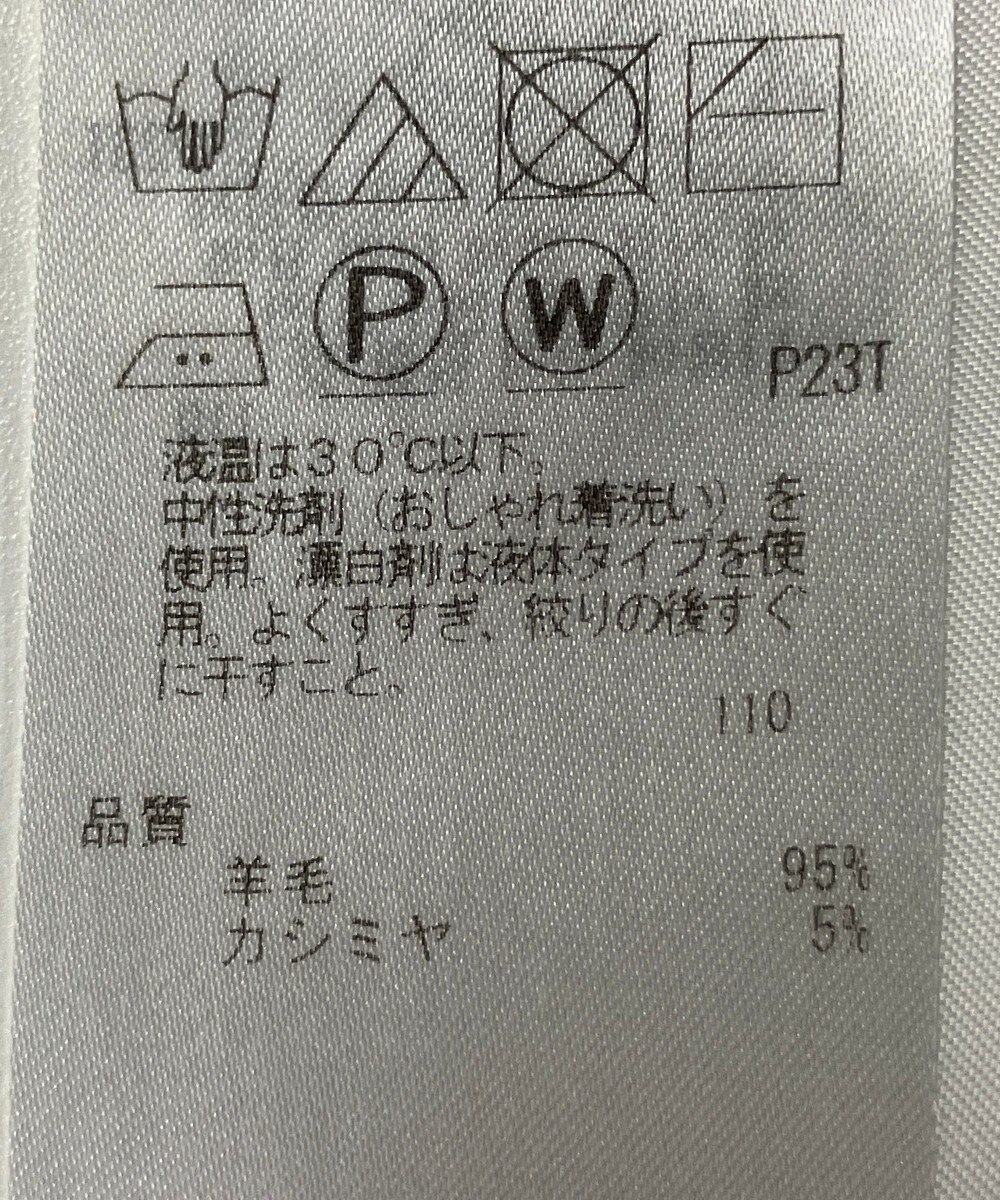 P W
P23T
液温は30℃以下。
中性洗剤（おしゃれ着洗い）を
使用。漂白剤は液体タイプを使
用。よくすすぎ、絞りの後すぐ
に干すこと。
110
品質
羊毛 95%
カシミヤ 5%